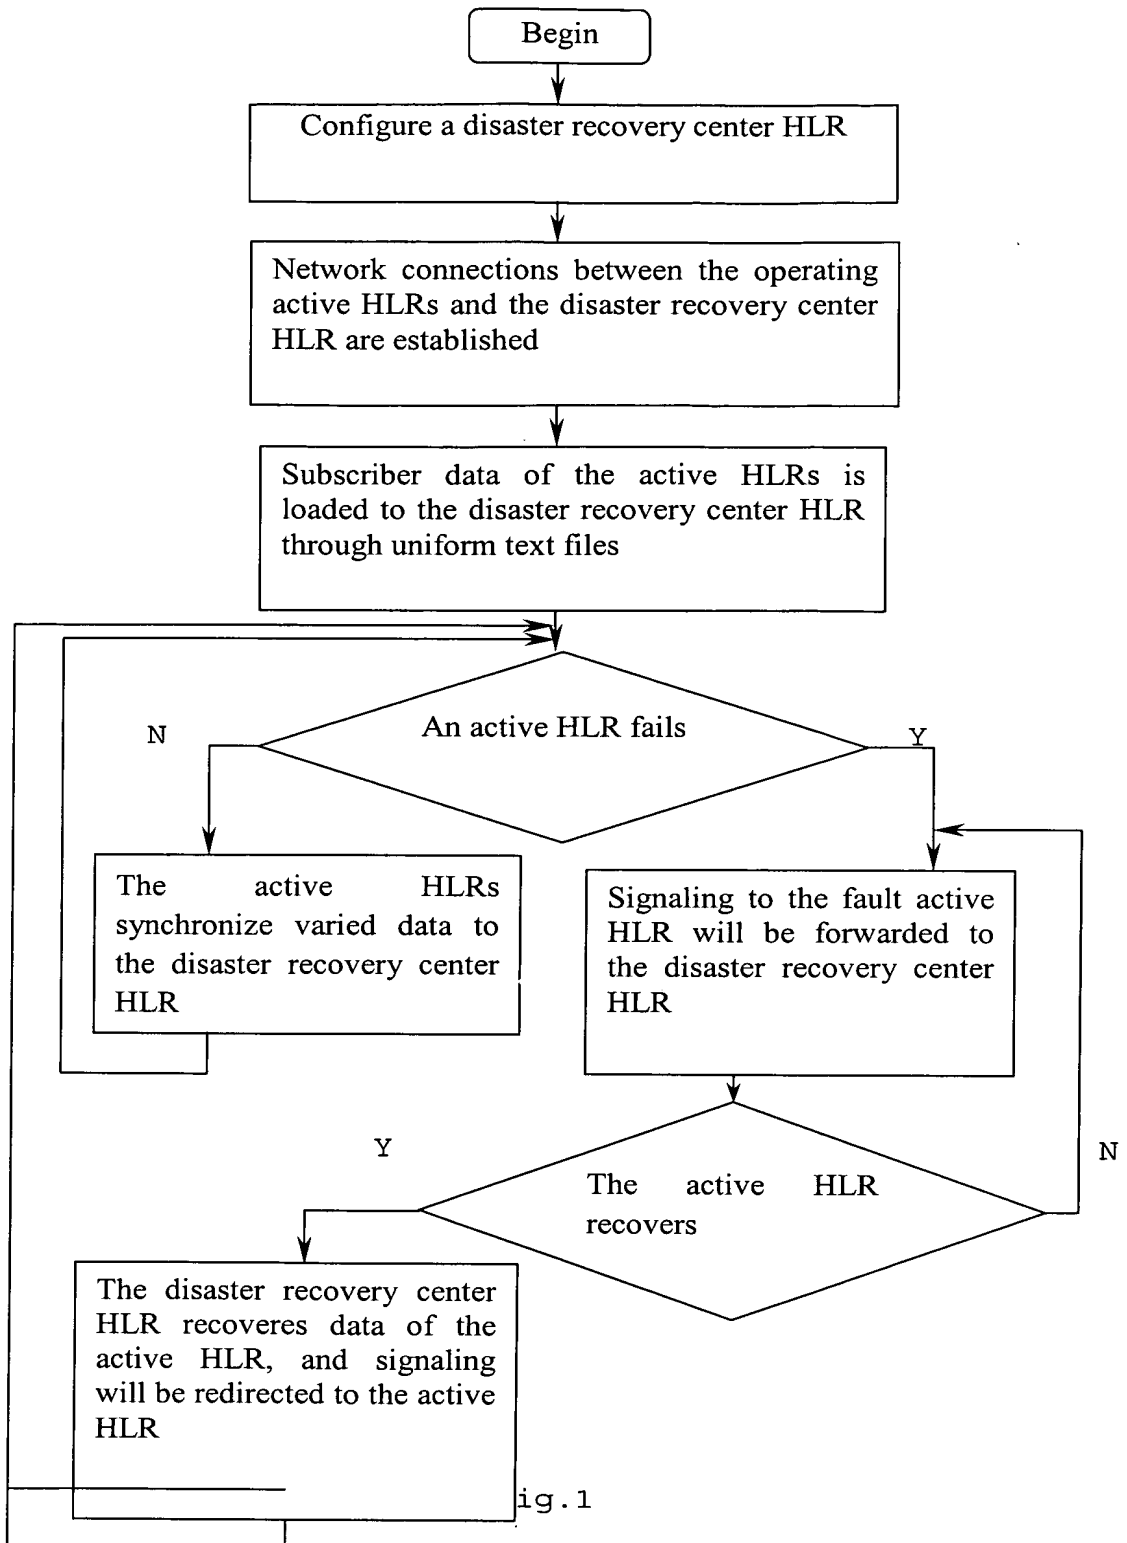 Begin
Configure a disaster recovery center HLR
Network connections between the operating
active HLRs and the disaster recovery center
HLR are established
Subscriber data of the active HLRs is
loaded to the disaster recovery center HLR
through uniform text files
An active HLR fails
N
Y
The active HLRs
synchronize varied data to
the disaster recovery center
HLR
Signaling to the fault active
HLR will be forwarded to
the disaster recovery center
HLR
Y
N
The active HLR
recovers
The disaster recovery center
HLR recoveres data of the
active HLR, and signaling
will be redirected to the active
HLR
ig.1